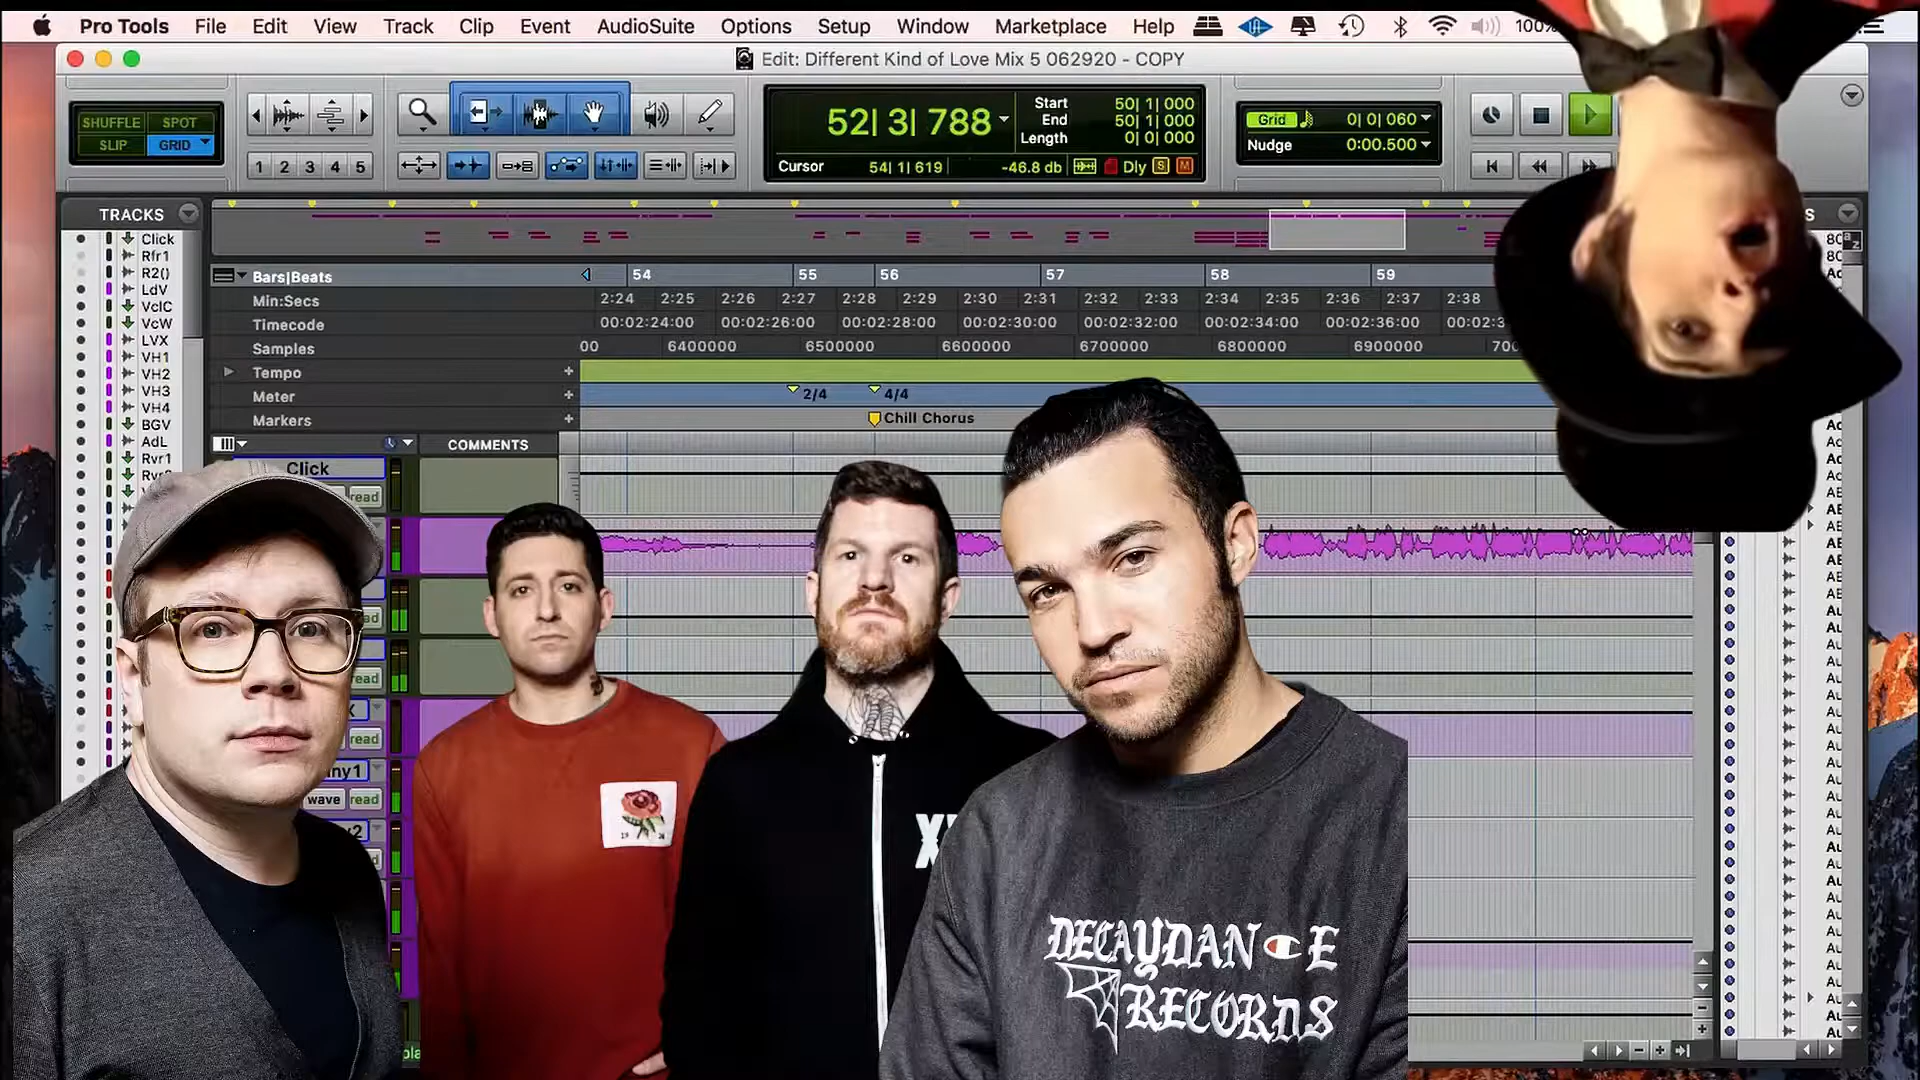 Pro Tools File Edit View Track Clip Event AudioSuite Options Setup Window Marketplace Help 100%
Edit: Different Kind of Love Mix 5 062920 - COPY
SHUFFLE SPOT
SLIP GRID
1 2 3 4 5
52| 3| 788
Start 50| 1| 000
End 50| 1| 000
Length 0| 0| 000
Cursor 54| 1| 619 -46.8 db Dly S M
Grid 0| 0| 060
Nudge 0:00.500
TRACKS
Click
Rfr1
R2()
LdV
VclC
VcW
LVX
VH1
VH2
VH3
VH4
BGV
AdL
Rvr1
Bars|Beats 54 55 56 57 58 59
Min:Secs 2:24 2:25 2:26 2:27 2:28 2:29 2:30 2:31 2:32 2:33 2:34 2:35 2:36 2:37 2:38
Timecode 00:02:24:00 00:02:26:00 00:02:28:00 00:02:30:00 00:02:32:00 00:02:34:00 00:02:36:00
Samples 00 6400000 6500000 6600000 6700000 6800000 6900000
Tempo
Meter 2/4 4/4
Markers Chill Chorus
COMMENTS
Click
read
read
read
read
ny1
wave read
DECAYDANCE
RECORDS